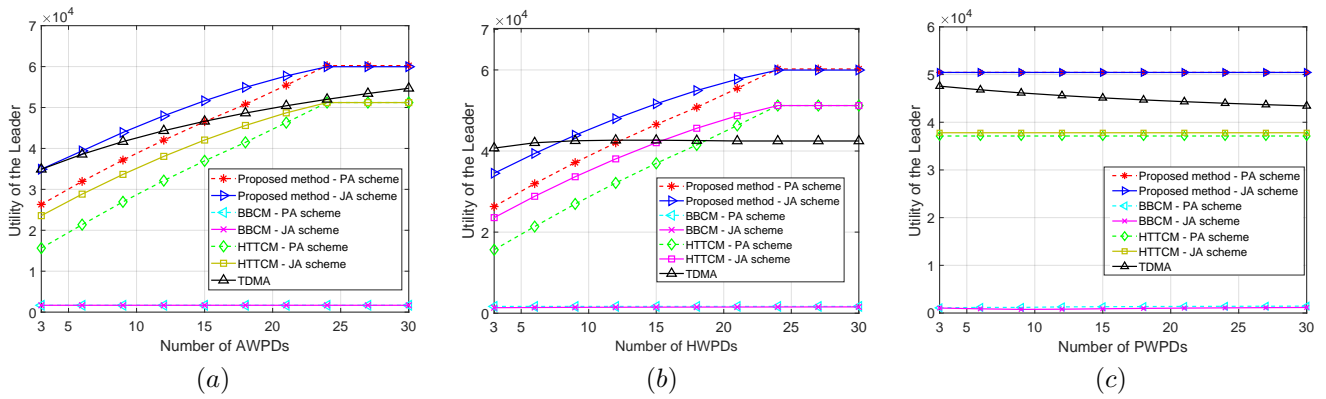 ×10⁴
7
6
5
4
3
2
1
0
Utility of the Leader
Proposed method - PA scheme
Proposed method - JA scheme
BBCM - PA scheme
BBCM - JA scheme
HTTCM - PA scheme
HTTCM - JA scheme
TDMA
3 5 10 15 20 25 30
Number of AWPDs
(a)
×10⁴
7
6
4
2
0
Utility of the Leader
Proposed method - PA scheme
Proposed method - JA scheme
BBCM - PA scheme
BBCM - JA scheme
HTTCM - PA scheme
HTTCM - JA scheme
TDMA
3 5 10 15 20 25 30
Number of HWPDs
(b)
×10⁴
6
5
4
3
2
1
0
Utility of the Leader
Proposed method - PA scheme
Proposed method - JA scheme
BBCM - PA scheme
BBCM - JA scheme
HTTCM - PA scheme
HTTCM - JA scheme
TDMA
3 5 10 15 20 25 30
Number of PWPDs
(c)